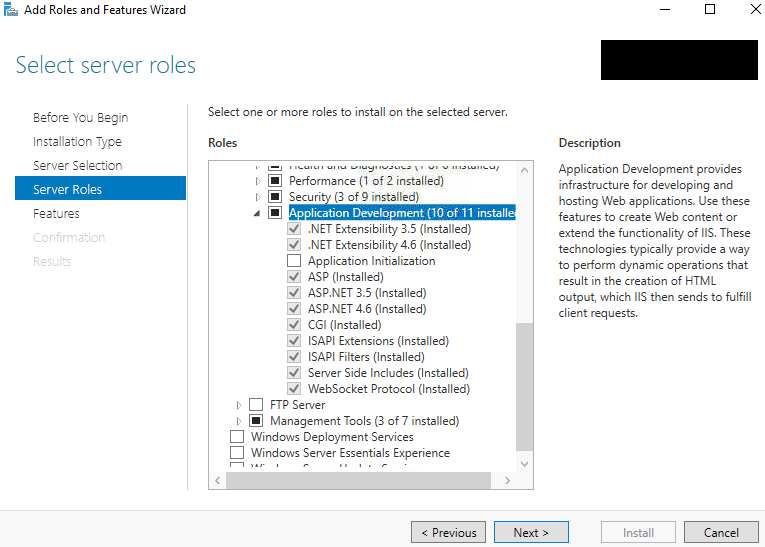 Add Roles and Features Wizard
Select server roles
Before You Begin
Installation Type
Server Selection
Server Roles
Features
Confirmation
Results
Select one or more roles to install on the selected server.
Roles
Health and Diagnostics (1 of 6 installed)
Performance (1 of 2 installed)
Security (3 of 9 installed)
Application Development (10 of 11 installe
.NET Extensibility 3.5 (Installed)
.NET Extensibility 4.6 (Installed)
Application Initialization
ASP (Installed)
ASP.NET 3.5 (Installed)
ASP.NET 4.6 (Installed)
CGI (Installed)
ISAPI Extensions (Installed)
ISAPI Filters (Installed)
Server Side Includes (Installed)
WebSocket Protocol (Installed)
FTP Server
Management Tools (3 of 7 installed)
Windows Deployment Services
Windows Server Essentials Experience
Description
Application Development provides
infrastructure for developing and
hosting Web applications. Use these
features to create Web content or
extend the functionality of IIS. These
technologies typically provide a way
to perform dynamic operations that
result in the creation of HTML
output, which IIS then sends to fulfill
client requests.
< Previous
Next >
Install
Cancel